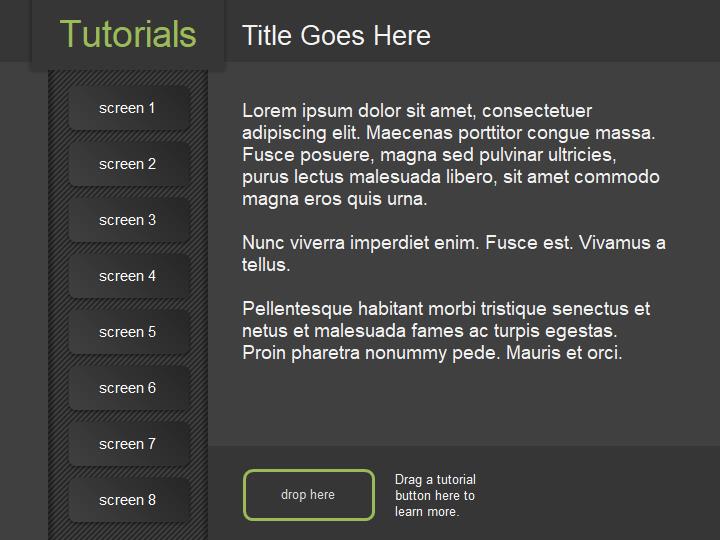 Tutorials
Title Goes Here
screen 1
screen 2
screen 3
screen 4
screen 5
screen 6
screen 7
screen 8
Lorem ipsum dolor sit amet, consectetuer
adipiscing elit. Maecenas porttitor congue massa.
Fusce posuere, magna sed pulvinar ultricies,
purus lectus malesuada libero, sit amet commodo
magna eros quis urna.
Nunc viverra imperdiet enim. Fusce est. Vivamus a
tellus.
Pellentesque habitant morbi tristique senectus et
netus et malesuada fames ac turpis egestas.
Proin pharetra nonummy pede. Mauris et orci.
drop here
Drag a tutorial
button here to
learn more.